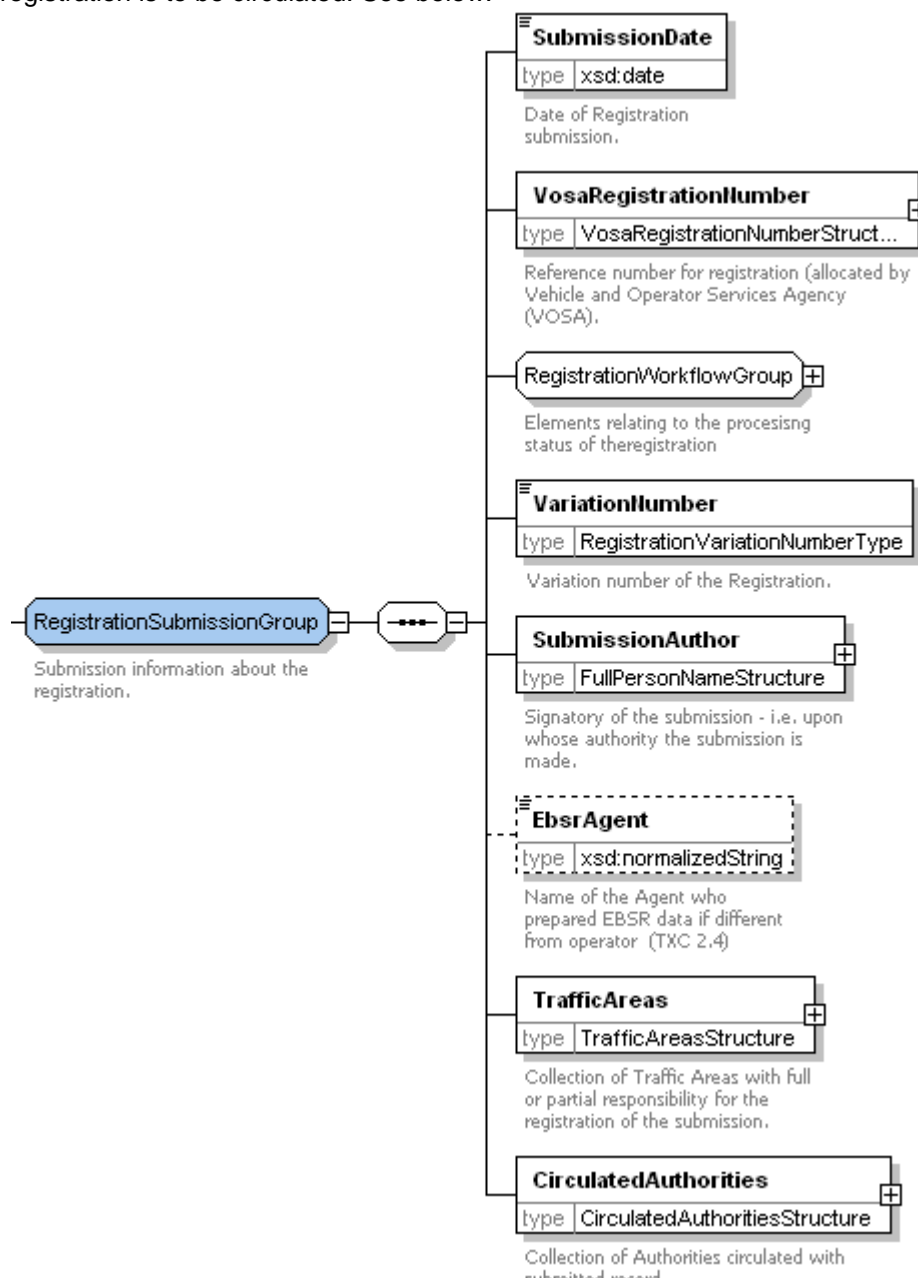 registration is to be circulated. See below.
SubmissionDate
type xsd:date
Date of Registration
submission.
VosaRegistrationNumber
type VosaRegistrationNumberStruct...
Reference number for registration (allocated by
Vehicle and Operator Services Agency
(VOSA).
RegistrationWorkflowGroup
Elements relating to the procesisng
status of theregistration
VariationNumber
type RegistrationVariationNumberType
Variation number of the Registration.
RegistrationSubmissionGroup
Submission information about the
registration.
SubmissionAuthor
type FullPersonNameStructure
Signatory of the submission - i.e. upon
whose authority the submission is
made.
EbsrAgent
type xsd:normalizedString
Name of the Agent who
prepared EBSR data if different
from operator (TXC 2.4)
TrafficAreas
type TrafficAreasStructure
Collection of Traffic Areas with full
or partial responsibility for the
registration of the submission.
CirculatedAuthorities
type CirculatedAuthoritiesStructure
Collection of Authorities circulated with
submitted record